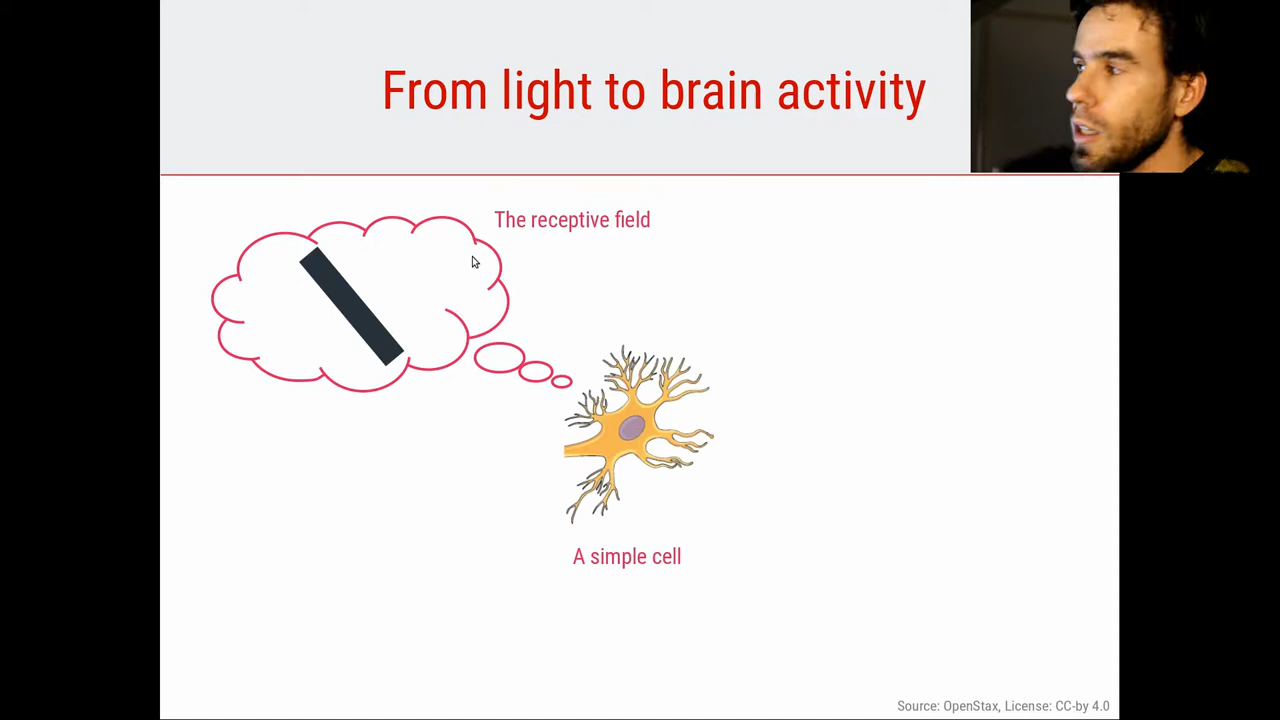 From light to brain activity
The receptive field
A simple cell
Source: OpenStax, License: CC-by 4.0